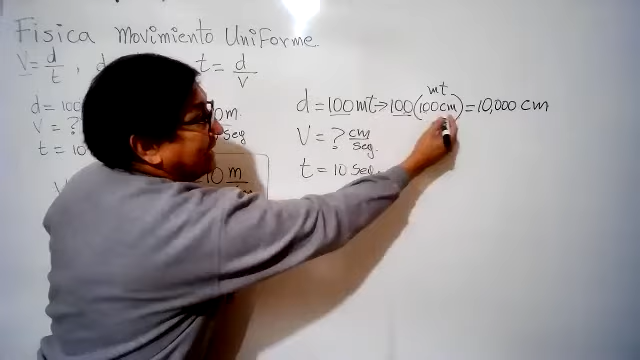 Fisica Movimiento Uniforme
V = d/t , d t = d/v
d = 100 m.
V = ? seg
t = 10 10 m
V
mt
d = 100 mt → 100 (100 cm) = 10,000 cm
V = ? cm/seg.
t = 10 seg.